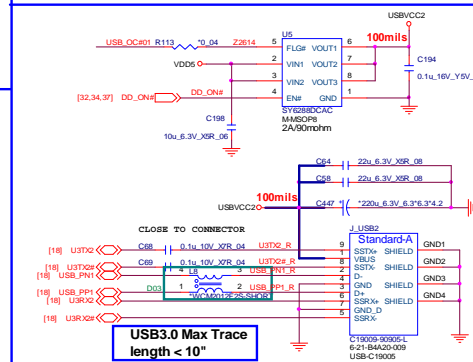 USBVCC2
U5
100mils
USB_OC#01 R113 *0_04 Z2614 5 FLG# VOUT1 6
VDD5 2 VIN1 VOUT2 7
3 VIN2 VOUT3 8
[32,34,37] DD_ON# DD_ON# 4 EN# GND 1
C194
0.1u_16V_Y5V_
SY6288DCAC
M-MSOP8
2A/90mohm
C198
10u_6.3V_X5R_06
C64 22u_6.3V_X5R_08
C58 22u_6.3V_X5R_08
100mils
USBVCC2
C447 *220u_6.3V_6.3*6.3*4.2
J_USB2
CLOSE TO CONNECTOR
Standard-A
[18] U3TX2 C68 0.1u_10V_X7R_04 U3TX2_R 9 SSTX+ SHIELD GND1
1 VBUS
[18] U3TX2# C69 0.1u_10V_X7R_04 U3TX2#_R 8 SSTX- SHIELD GND2
[18] USB_PN1 4 L8 3 USB_PN1_R 2 D-
4 GND SHIELD GND3
[18] USB_PP1 D03 1 2 USB_PP1_R 3 D+
[18] U3RX2 *WCM2012F2S-SHOR 6 SSRX+ SHIELD GND4
7 GND_D
[18] U3RX2# 5 SSRX-
C19009-90905-L
6-21-B4A20-009
USB-C19005
USB3.0 Max Trace
length < 10"